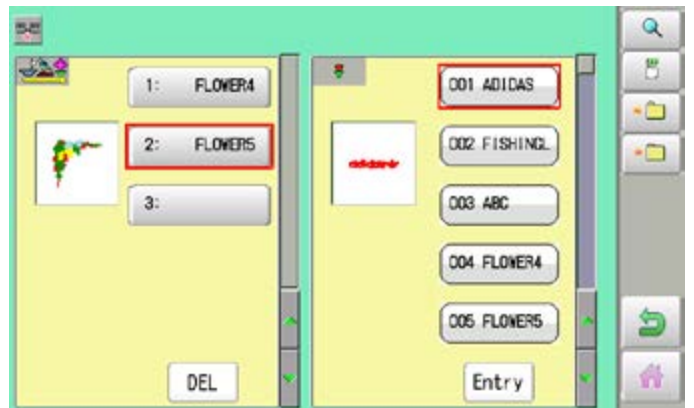 1: FLOWER4
2: FLOWER5
3:
DEL
001 ADIDAS
002 FISHINGL
003 ABC
004 FLOWER4
005 FLOWER5
Entry